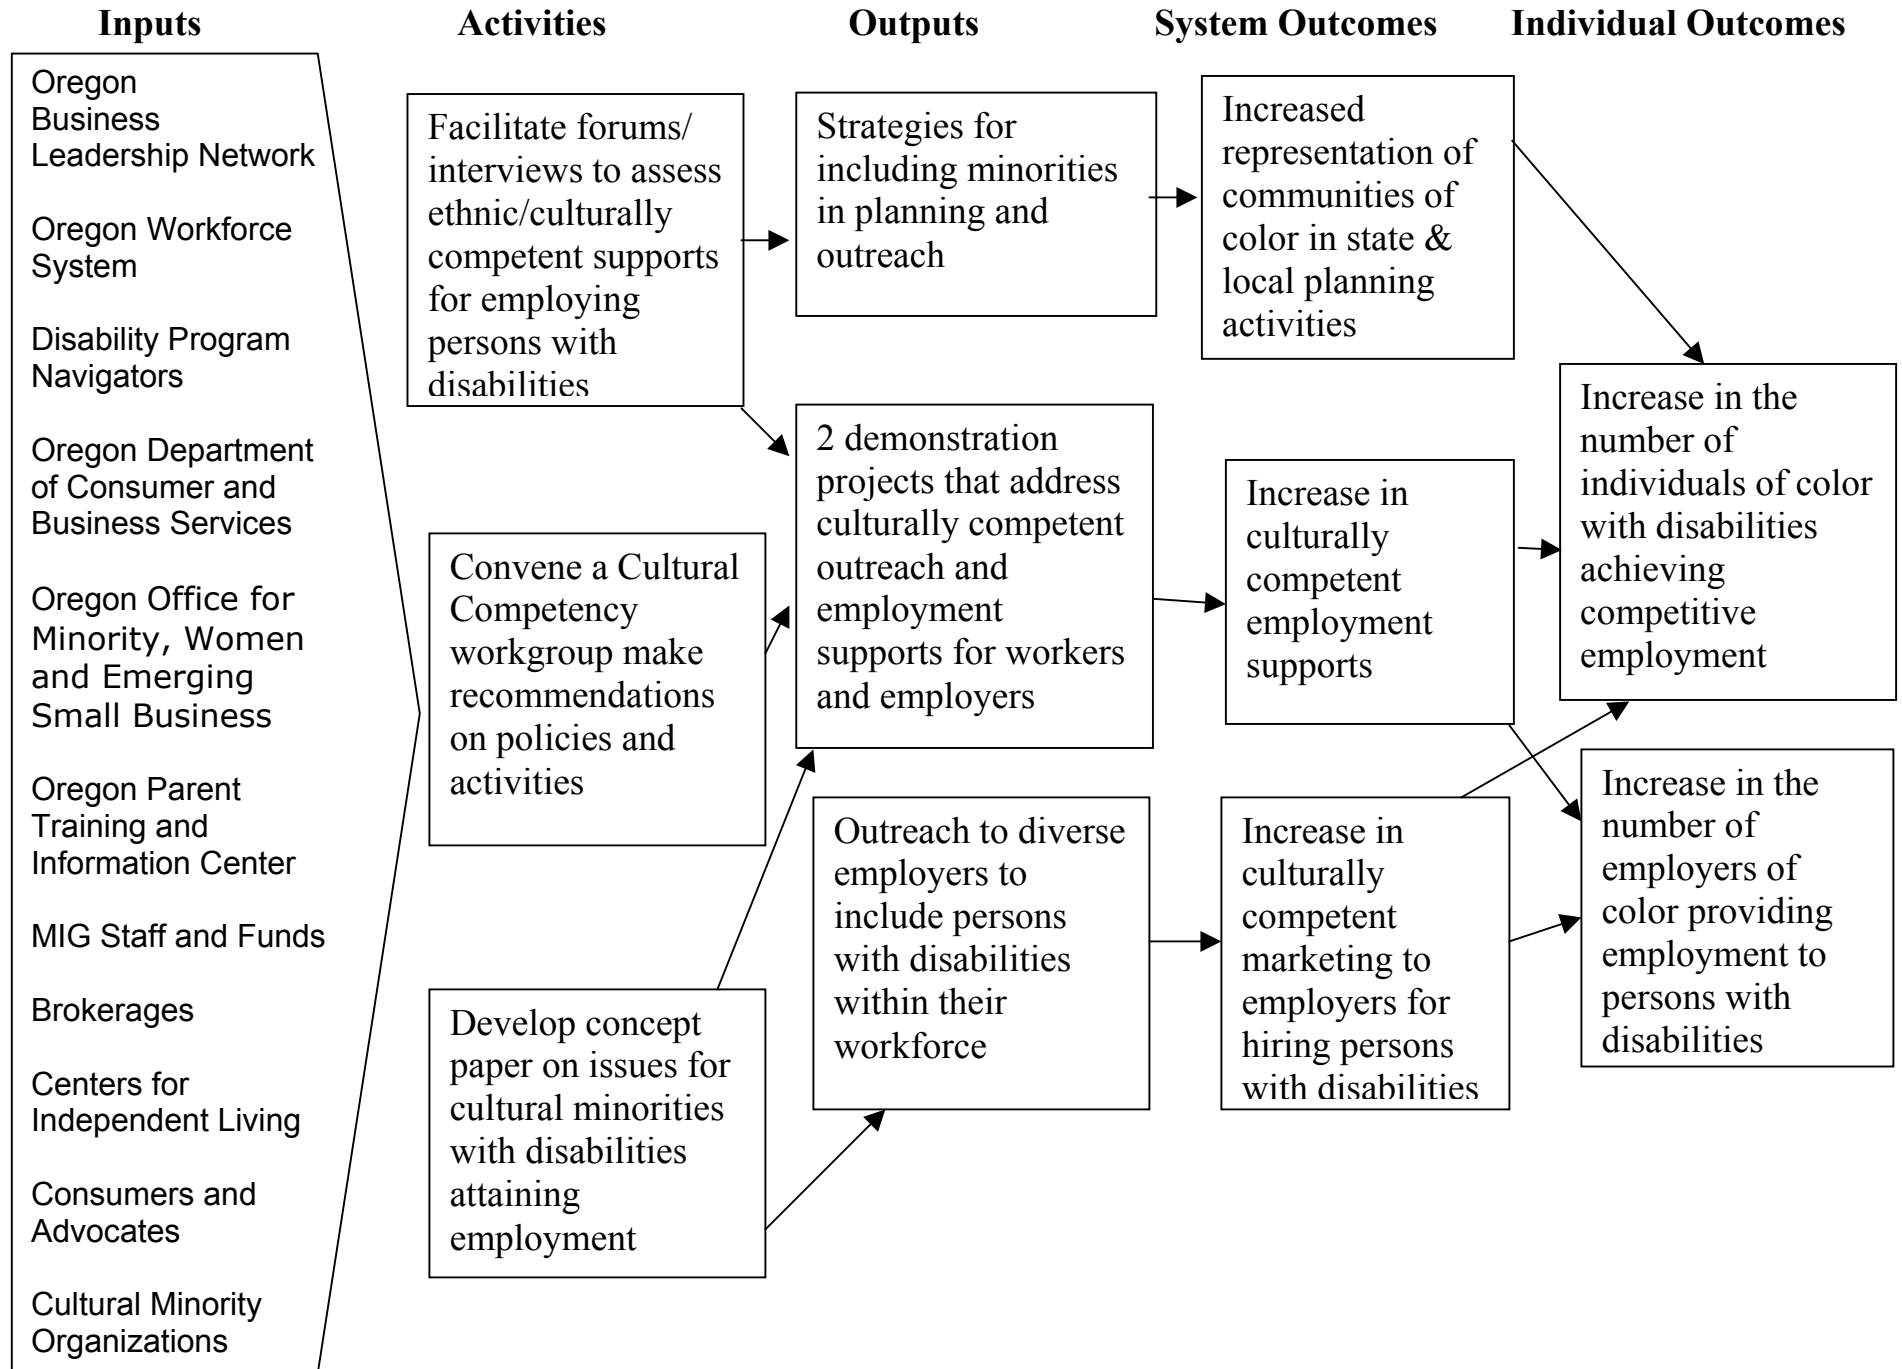 Inputs
Activities
Outputs
System Outcomes
Individual Outcomes
Oregon
Business
Leadership Network
Oregon Workforce
System
Disability Program
Navigators
Oregon Department
of Consumer and
Business Services
Oregon Office for
Minority, Women
and Emerging
Small Business
Oregon Parent
Training and
Information Center
MIG Staff and Funds
Brokerages
Centers for
Independent Living
Consumers and
Advocates
Cultural Minority
Organizations
Facilitate forums/
interviews to assess
ethnic/culturally
competent supports
for employing
persons with
disabilities
Convene a Cultural
Competency
workgroup make
recommendations
on policies and
activities
Develop concept
paper on issues for
cultural minorities
with disabilities
attaining
employment
Strategies for
including minorities
in planning and
outreach
2 demonstration
projects that address
culturally competent
outreach and
employment
supports for workers
and employers
Outreach to diverse
employers to
include persons
with disabilities
within their
workforce
Increased
representation of
communities of
color in state &
local planning
activities
Increase in
culturally
competent
employment
supports
Increase in
culturally
competent
marketing to
employers for
hiring persons
with disabilities
Increase in the
number of
individuals of color
with disabilities
achieving
competitive
employment
Increase in the
number of
employers of
color providing
employment to
persons with
disabilities